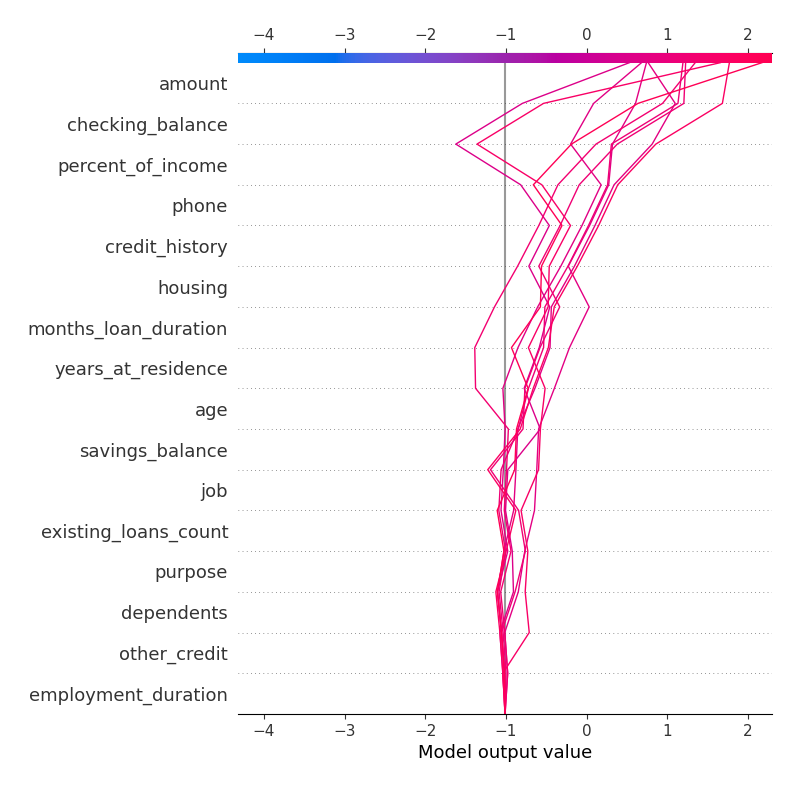 −4 −3 −2 −1 0 1 2
amount
checking_balance
percent_of_income
phone
credit_history
housing
months_loan_duration
years_at_residence
age
savings_balance
job
existing_loans_count
purpose
dependents
other_credit
employment_duration
−4 −3 −2 −1 0 1 2
Model output value